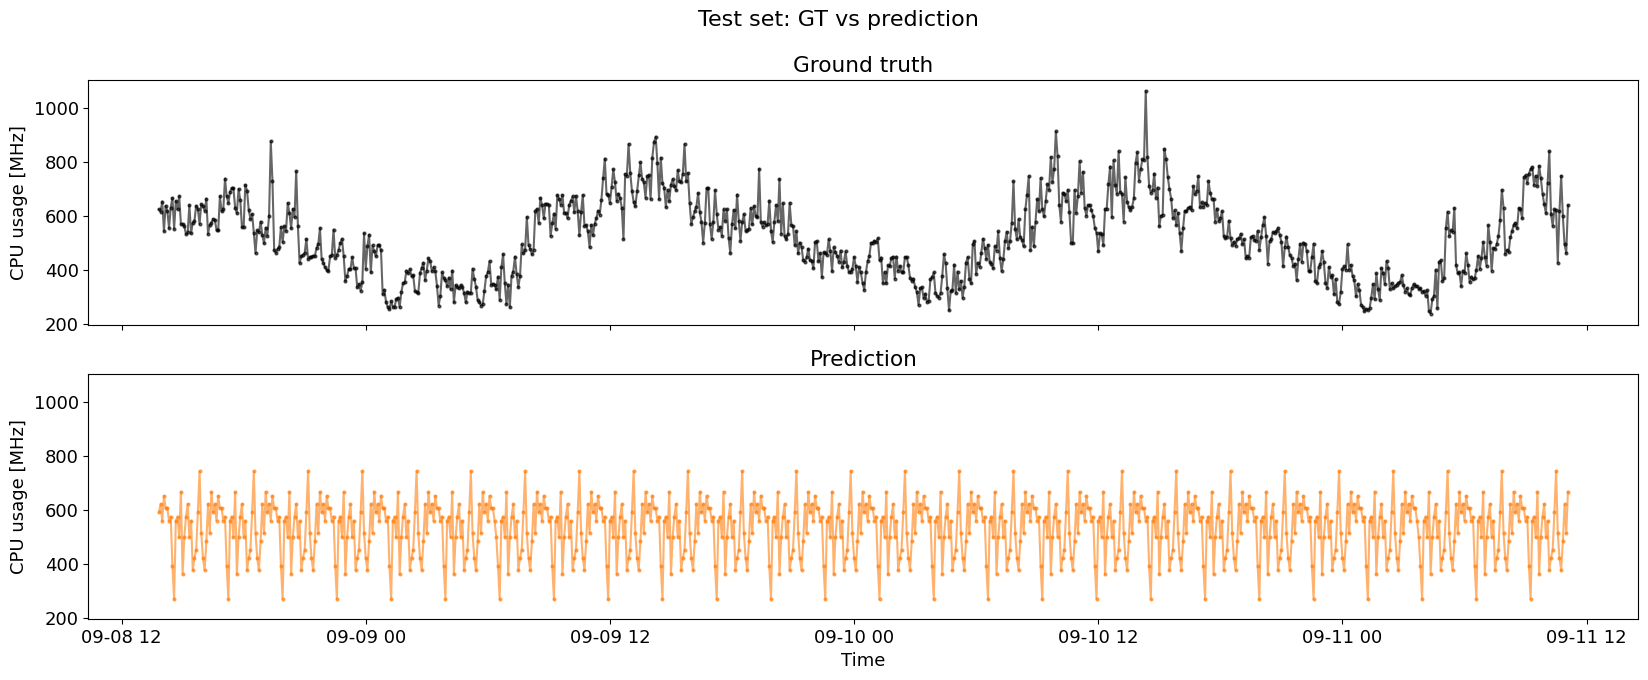 Test set: GT vs prediction
Ground truth
CPU usage [MHz]
1000
800
600
400
200
Prediction
CPU usage [MHz]
1000
800
600
400
200
09-08 12 09-09 00 09-09 12 09-10 00 09-10 12 09-11 00 09-11 12
Time